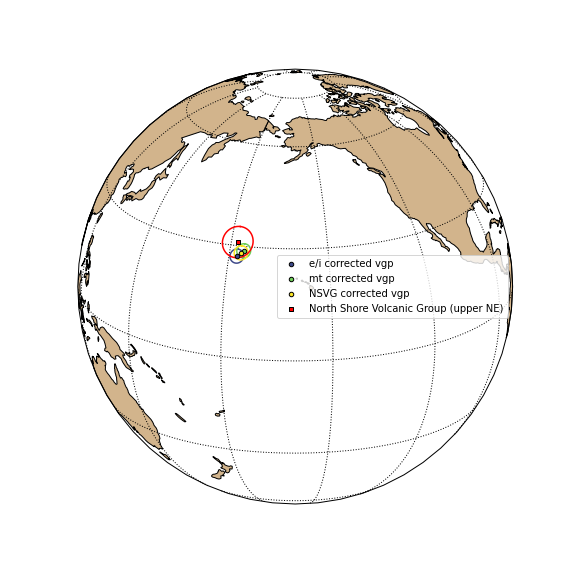 e/i corrected vgp
mt corrected vgp
NSVG corrected vgp
North Shore Volcanic Group (upper NE)